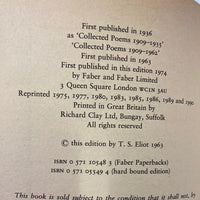 First published in 1936
as 'Collected Poems 1909–1935'
'Collected Poems 1909–1962'
First published in 1963
First published in this edition 1974
by Faber and Faber Limited
3 Queen Square London WC1N 3AU
Reprinted 1975, 1977, 1980, 1983, 1985, 1986, 1989 and 1990
Printed in Great Britain by
Richard Clay Ltd, Bungay, Suffolk
All rights reserved
© this edition by T. S. Eliot 1963
ISBN 0 571 10548 3 (Faber Paperbacks)
ISBN 0 571 05549 4 (hard bound edition)
This book is sold subject to the condition that it shall not, by